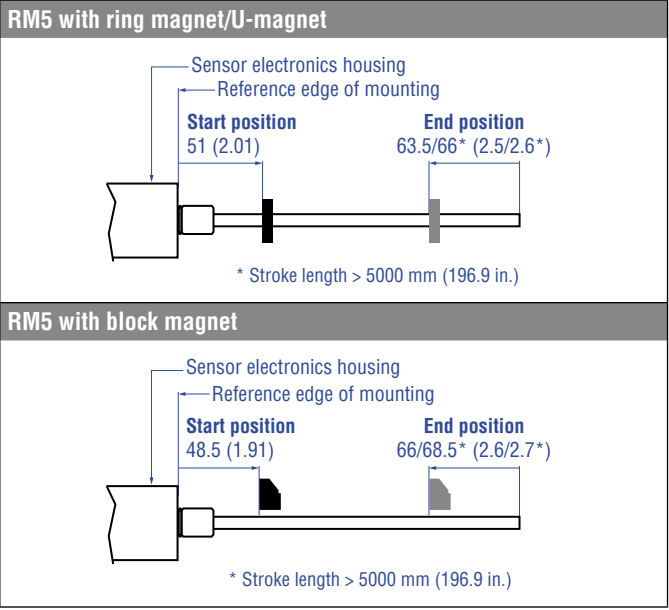 RM5 with ring magnet/U-magnet
Sensor electronics housing
Reference edge of mounting
Start position
51 (2.01)
End position
63.5/66* (2.5/2.6*)
* Stroke length > 5000 mm (196.9 in.)
RM5 with block magnet
Sensor electronics housing
Reference edge of mounting
Start position
48.5 (1.91)
End position
66/68.5* (2.6/2.7*)
* Stroke length > 5000 mm (196.9 in.)